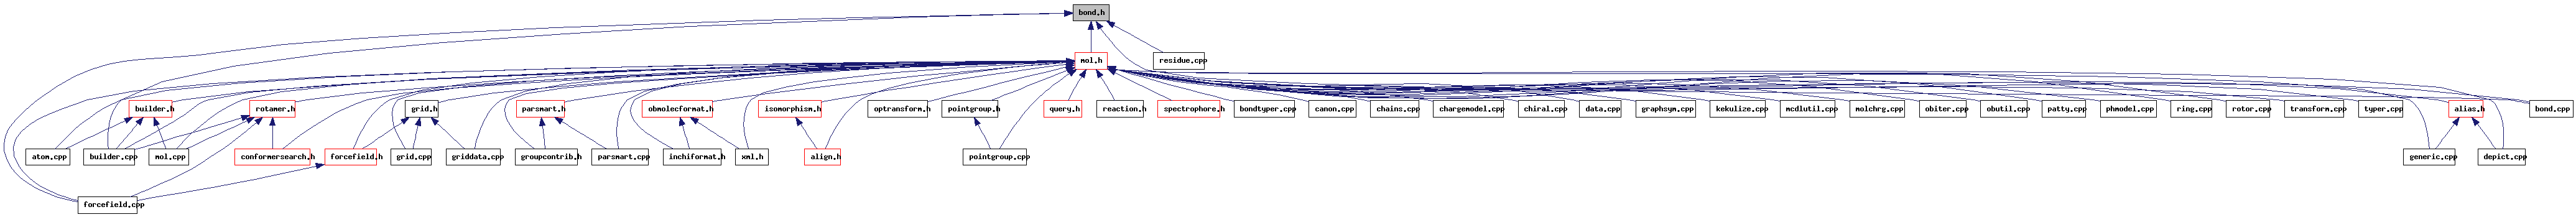 bond.h
mol.h
residue.cpp
builder.h
rotamer.h
grid.h
parsmart.h
obmolecformat.h
isomorphism.h
optransform.h
pointgroup.h
query.h
reaction.h
spectrophore.h
bondtyper.cpp
canon.cpp
chains.cpp
chargemodel.cpp
chiral.cpp
data.cpp
graphsym.cpp
kekulize.cpp
mcdlutil.cpp
molchrg.cpp
obiter.cpp
obutil.cpp
patty.cpp
phmodel.cpp
ring.cpp
rotor.cpp
transform.cpp
typer.cpp
alias.h
bond.cpp
atom.cpp
builder.cpp
mol.cpp
conformersearch.h
forcefield.h
grid.cpp
griddata.cpp
groupcontrib.h
parsmart.cpp
inchiformat.h
xml.h
align.h
pointgroup.cpp
generic.cpp
depict.cpp
forcefield.cpp